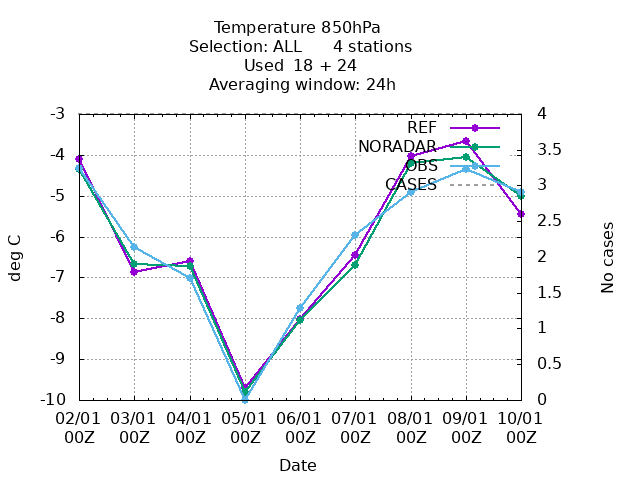 Temperature 850hPa
Selection: ALL 4 stations
Used 18 + 24
Averaging window: 24h
-3 4
REF
NORADAR 3.5
-4
OBS
CASES 3
-5
2.5
-6
2
-7
1.5
-8
1
-9
0.5
-10 0
deg C
No cases
02/01 03/01 04/01 05/01 06/01 07/01 08/01 09/01 10/01
00Z 00Z 00Z 00Z 00Z 00Z 00Z 00Z 00Z
Date